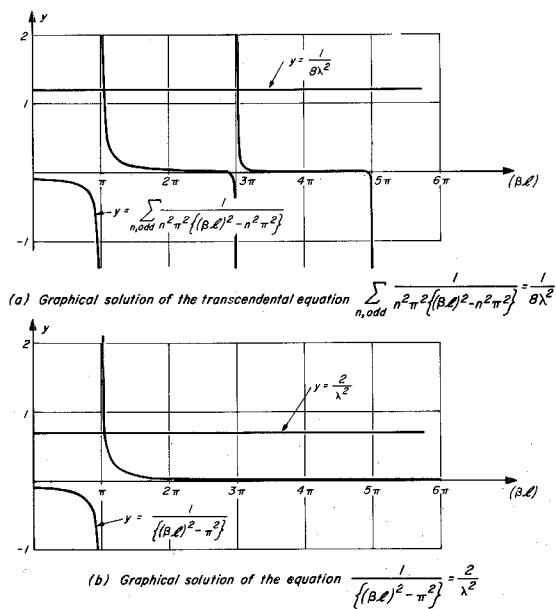 y
2
y = 1/8λ²
1
π 2π 3π 4π 5π 6π (βℓ)
y = ∑ n,odd 1/n²π²{(βℓ)²-n²π²}
-1
(a) Graphical solution of the transcendental equation ∑ n,odd 1/n²π²{(βℓ)²-n²π²} = 1/8λ²
y
2
y = 2/λ²
1
π 2π 3π 4π 5π 6π (βℓ)
y = 1/{(βℓ)²-π²}
-1
(b) Graphical solution of the equation 1/{(βℓ)²-π²} = 2/λ²